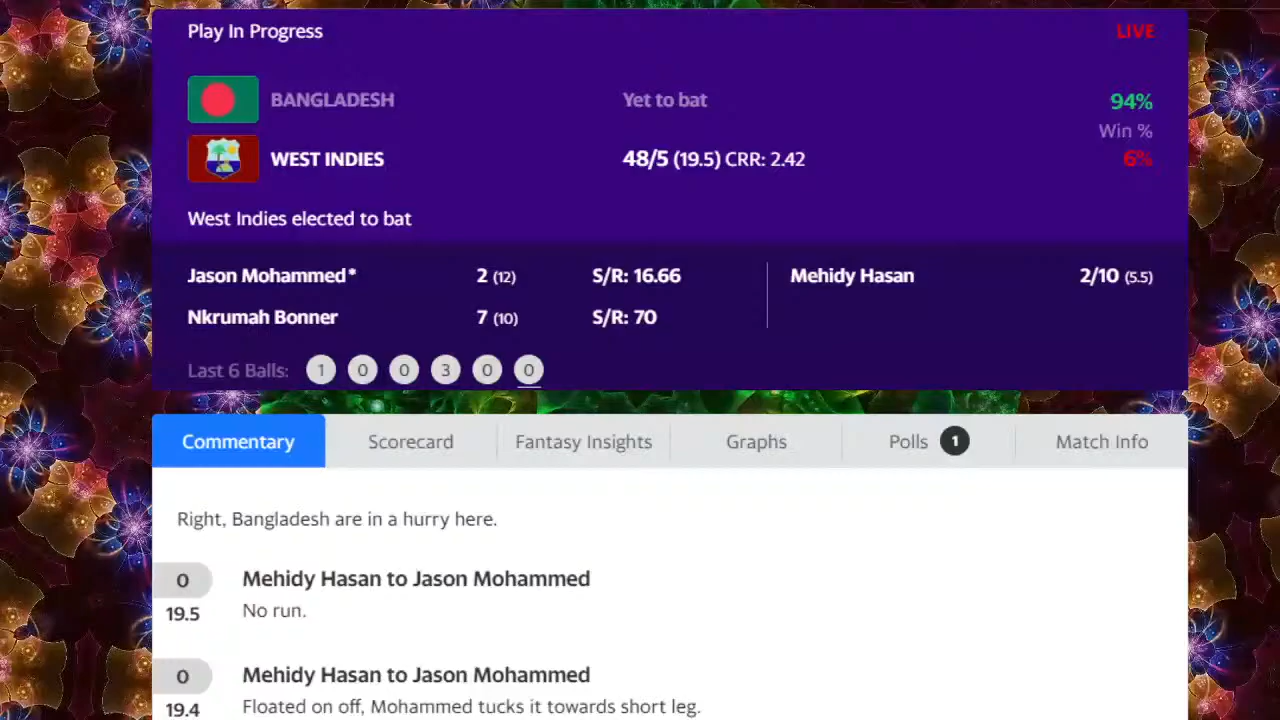 Play In Progress LIVE
BANGLADESH Yet to bat 94%
Win %
WEST INDIES 48/5 (19.5) CRR: 2.42 6%
West Indies elected to bat
Jason Mohammed* 2 (12) S/R: 16.66 Mehidy Hasan 2/10 (5.5)
Nkrumah Bonner 7 (10) S/R: 70
Last 6 Balls: 1 0 0 3 0 0
Commentary Scorecard Fantasy Insights Graphs Polls 1 Match Info
Right, Bangladesh are in a hurry here.
0 Mehidy Hasan to Jason Mohammed
19.5 No run.
0 Mehidy Hasan to Jason Mohammed
19.4 Floated on off, Mohammed tucks it towards short leg.